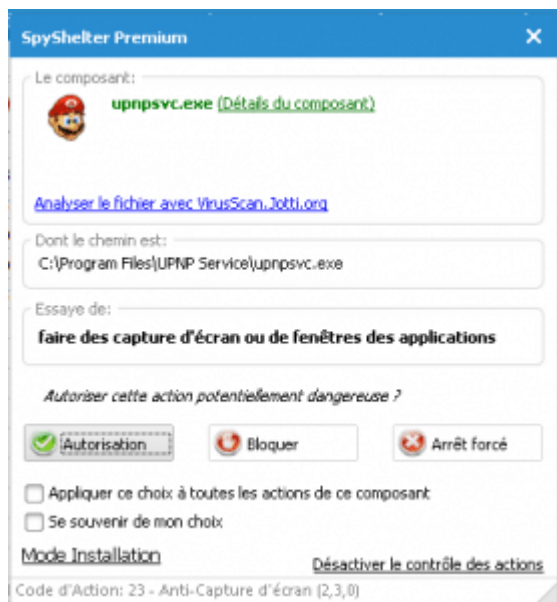 SpyShelter Premium
Le composant:
upnpsvc.exe (Détails du composant)
Analyser le fichier avec VirusScan.Jotti.org
Dont le chemin est:
C:\Program Files\UPNP Service\upnpsvc.exe
Essaye de:
faire des capture d'écran ou de fenêtres des applications
Autoriser cette action potentiellement dangereuse ?
Autorisation Bloquer Arrêt forcé
Appliquer ce choix à toutes les actions de ce composant
Se souvenir de mon choix
Mode Installation Désactiver le contrôle des actions
Code d'Action: 23 - Anti-Capture d'écran (2,3,0)